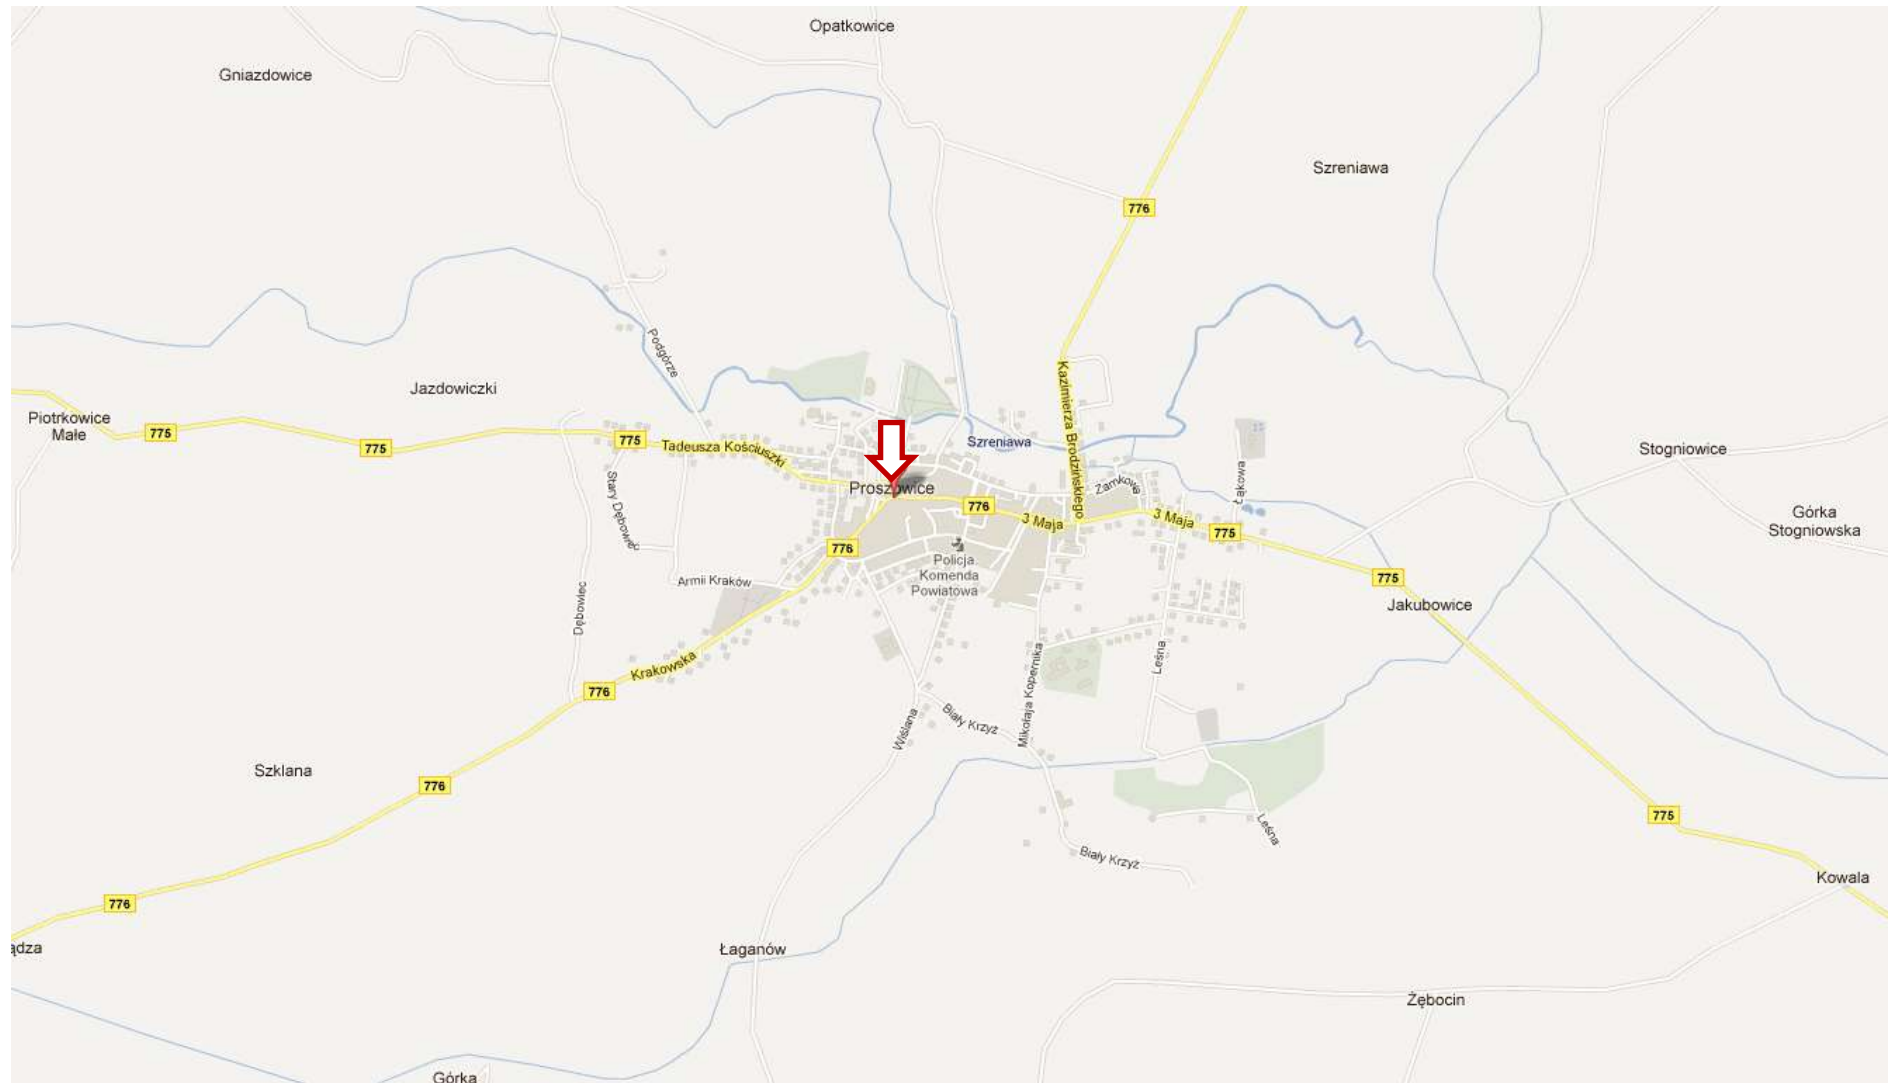 Opatkowice
Gniazdowice
Szreniawa
776
Podgórze
Jazdowiczki
Kazimierza Brodzińskiego
Piotrkowice
Małe
775
775
775
Tadeusza Kościuszki
Szreniawa
Stogniowice
Stary Dębowiec
Proszowice
Zamkowa
Łąkowa
776
3 Maja
3 Maja
775
Górka
Stogniowska
776
Policja
Komenda
Powiatowa
Armii Kraków
775
Jakubowice
Dębowiec
Krakowska
776
Mikołaja Kopernika
Leśna
Wiślana
Biały Krzyż
Szklana
776
775
Leśna
Biały Krzyż
Kowala
776
ądza
Łaganów
Żębocin
Górka